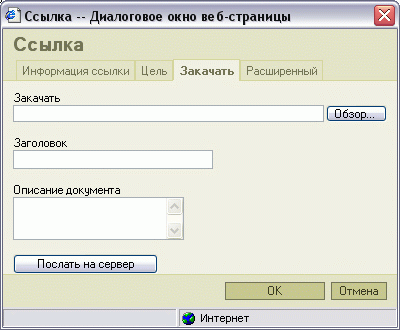 Ссылка -- Диалоговое окно веб-страницы
Ссылка
Информация ссылки Цель Закачать Расширенный
Закачать
Обзор...
Заголовок
Описание документа
Послать на сервер
OK Отмена
Интернет